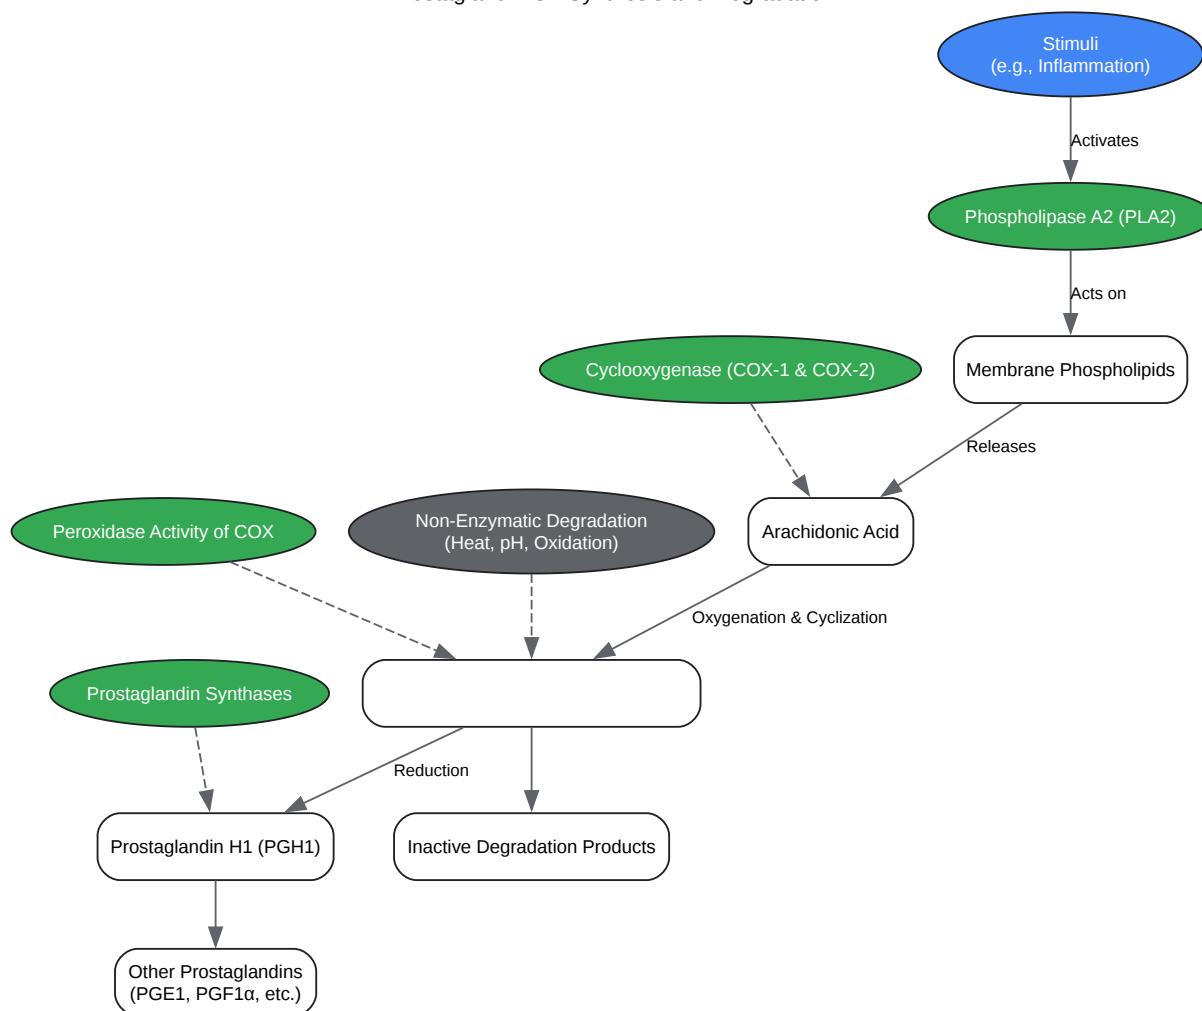 Stimuli
(e.g., Inflammation)
Activates
Phospholipase A2 (PLA2)
Acts on
Cyclooxygenase (COX-1 & COX-2)
Membrane Phospholipids
Releases
Peroxidase Activity of COX
Non-Enzymatic Degradation
(Heat, pH, Oxidation)
Arachidonic Acid
Oxygenation & Cyclization
Prostaglandin Synthases
Reduction
Prostaglandin H1 (PGH1)
Inactive Degradation Products
Other Prostaglandins
(PGE1, PGF1α, etc.)